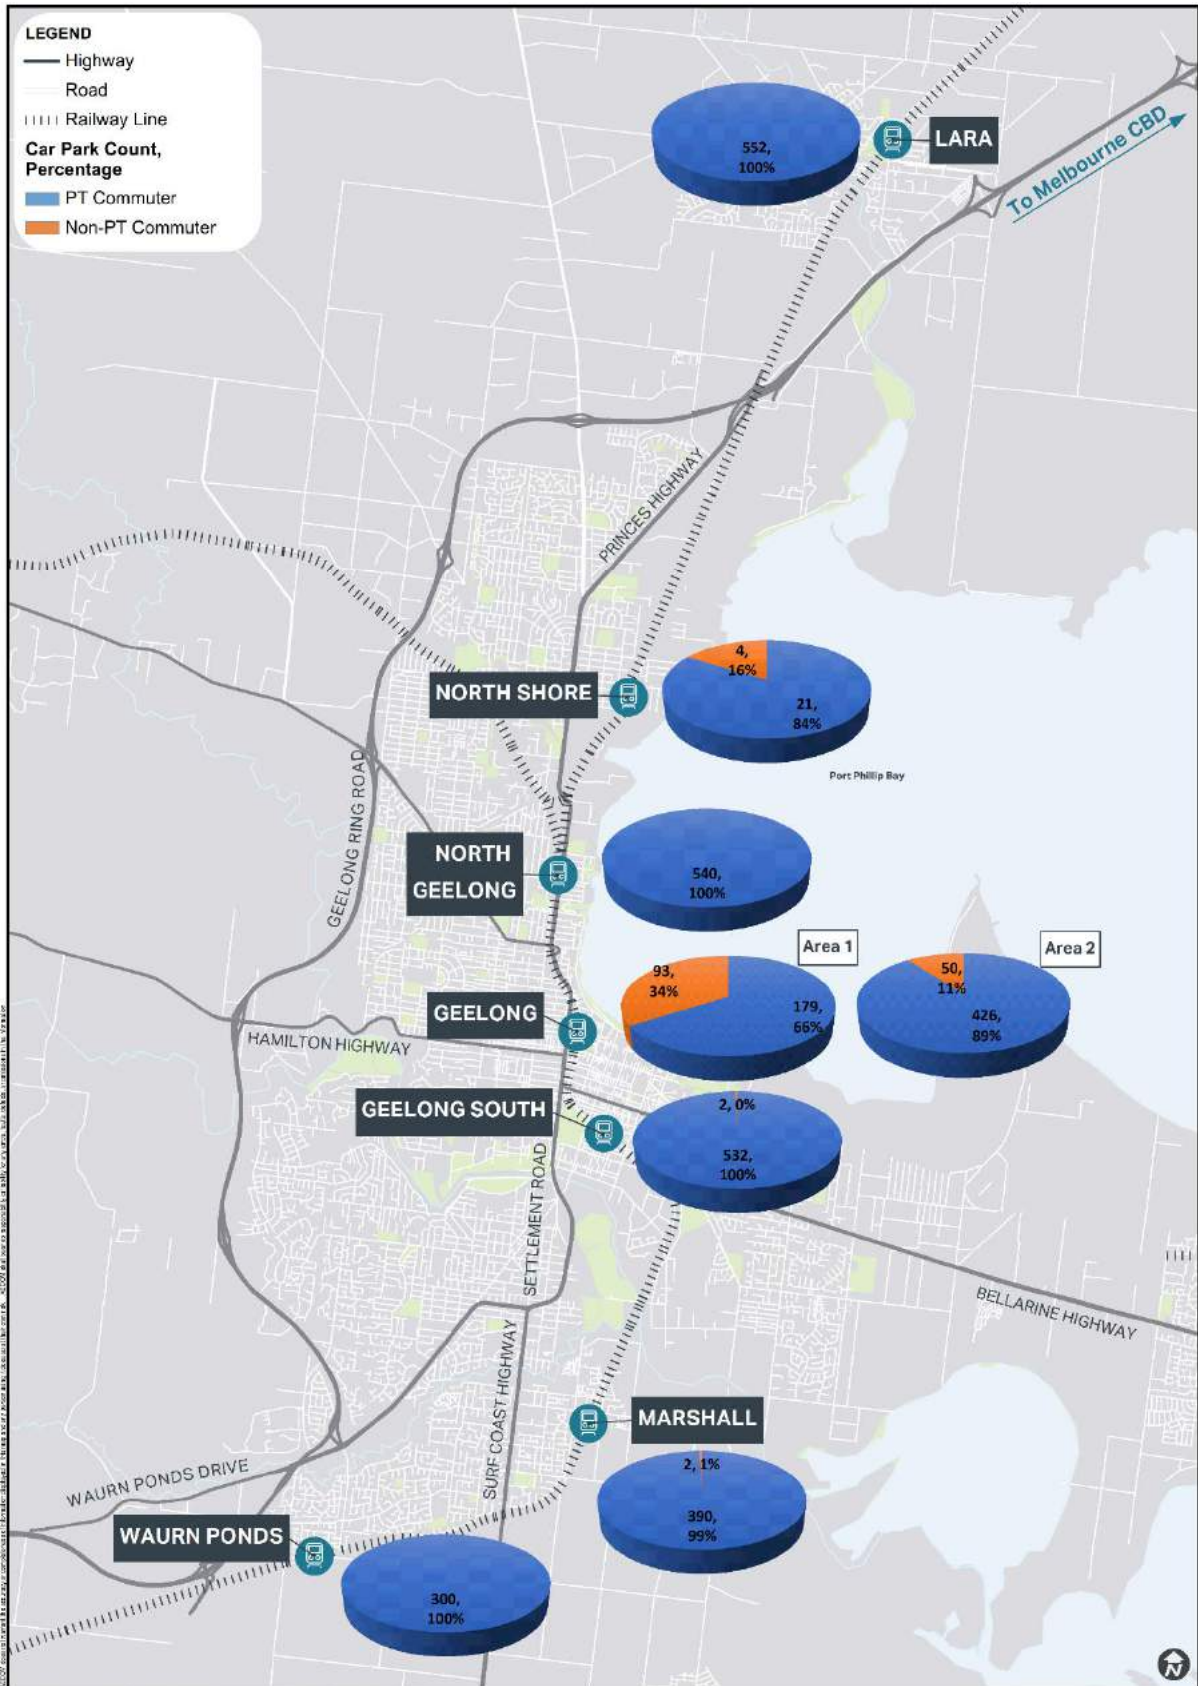 LEGEND
Highway
Road
Railway Line
Car Park Count,
Percentage
PT Commuter
Non-PT Commuter
552,
100%
LARA
To Melbourne CBD
PRINCES HIGHWAY
4,
16%
NORTH SHORE
21,
84%
Port Phillip Bay
GEELONG RING ROAD
NORTH
GEELONG
540,
100%
Area 1
Area 2
93,
34%
179,
66%
50,
11%
426,
89%
GEELONG
HAMILTON HIGHWAY
GEELONG SOUTH
2, 0%
532,
100%
SETTLEMENT ROAD
BELLARINE HIGHWAY
SURF COAST HIGHWAY
MARSHALL
2, 1%
390,
99%
WAURN PONDS DRIVE
WAURN PONDS
300,
100%
N